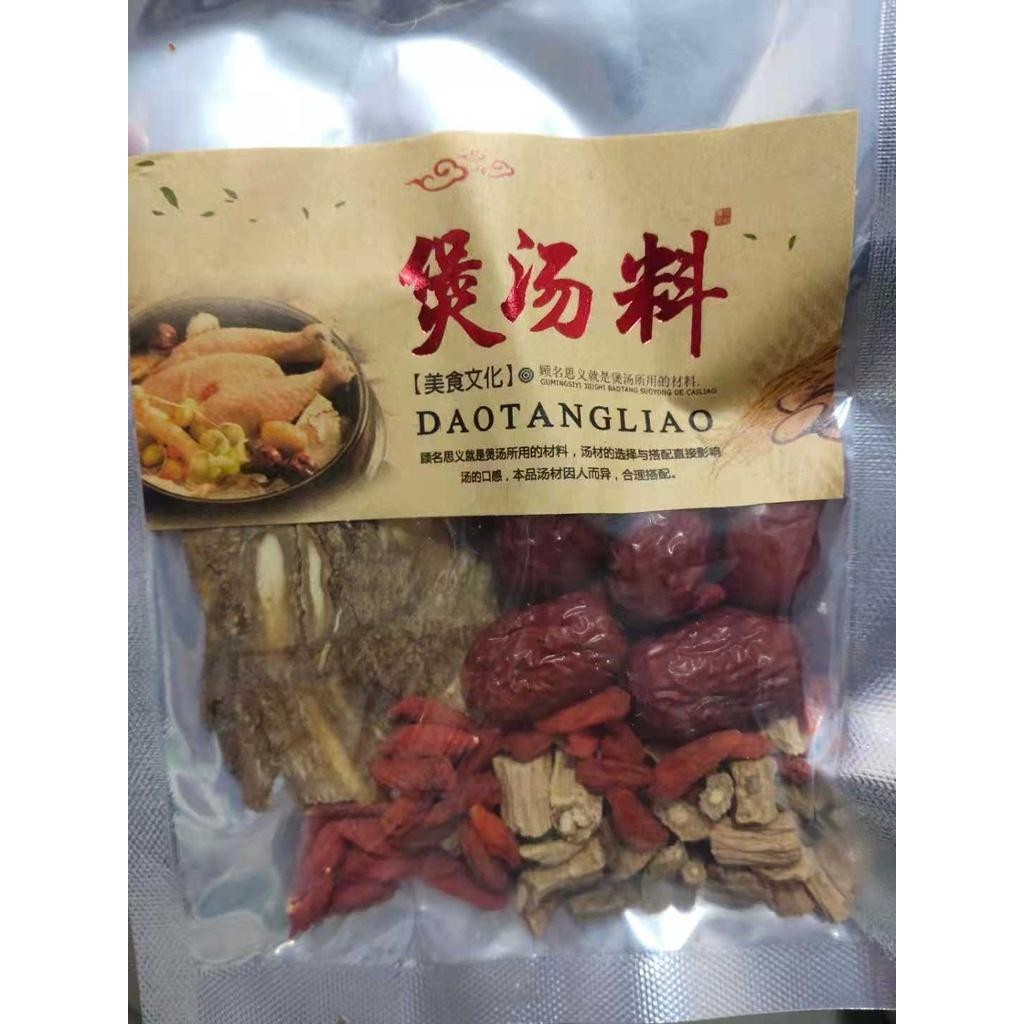 煲汤料
【美食文化】顾名思义就是煲汤所用的材料.
GUMINGSIYI JIUSHI BAOTANG SUOYONG DE CAILIAO
DAOTANGLIAO
顾名思义就是煲汤所用的材料，汤材的选择与搭配直接影响
汤的口感，本品汤材因人而异，合理搭配。